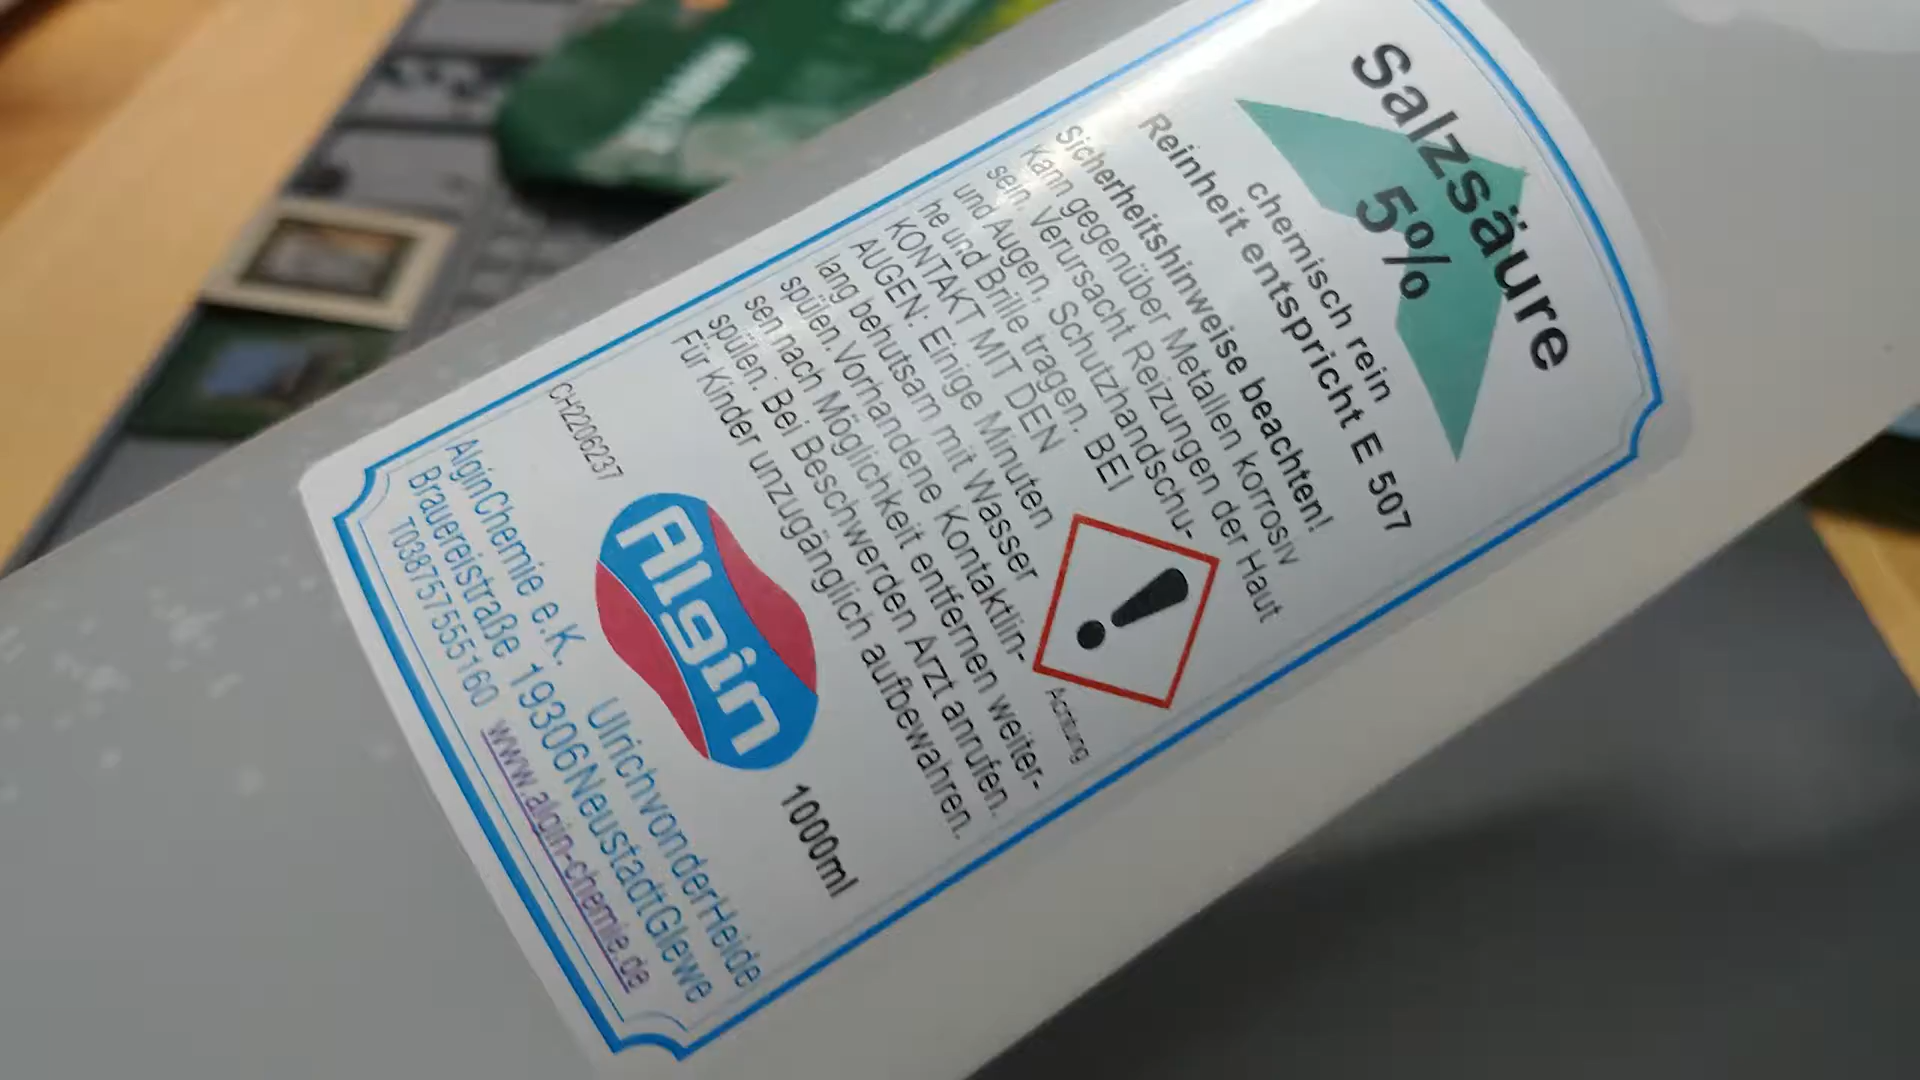 Salzsäure
5%
chemisch rein
Reinheit entspricht E 507
Sicherheitshinweise beachten!
Kann gegenüber Metallen korrosiv
sein. Verursacht Reizungen der Haut
und Augen, Schutzhandschu-
he und Brille tragen. BEI
KONTAKT MIT DEN
AUGEN: Einige Minuten
lang behutsam mit Wasser
spülen. Vorhandene Kontaktlin-
sen nach Möglichkeit entfernen weiter-
spülen. Bei Beschwerden Arzt anrufen.
Für Kinder unzugänglich aufbewahren.
Achtung
CH2206237
Algin
1000ml
AlginChemie e.K. UlrichvonderHeide
Brauereistraße 19306NeustadtGlewe
T038757555160 www.algin-chemie.de